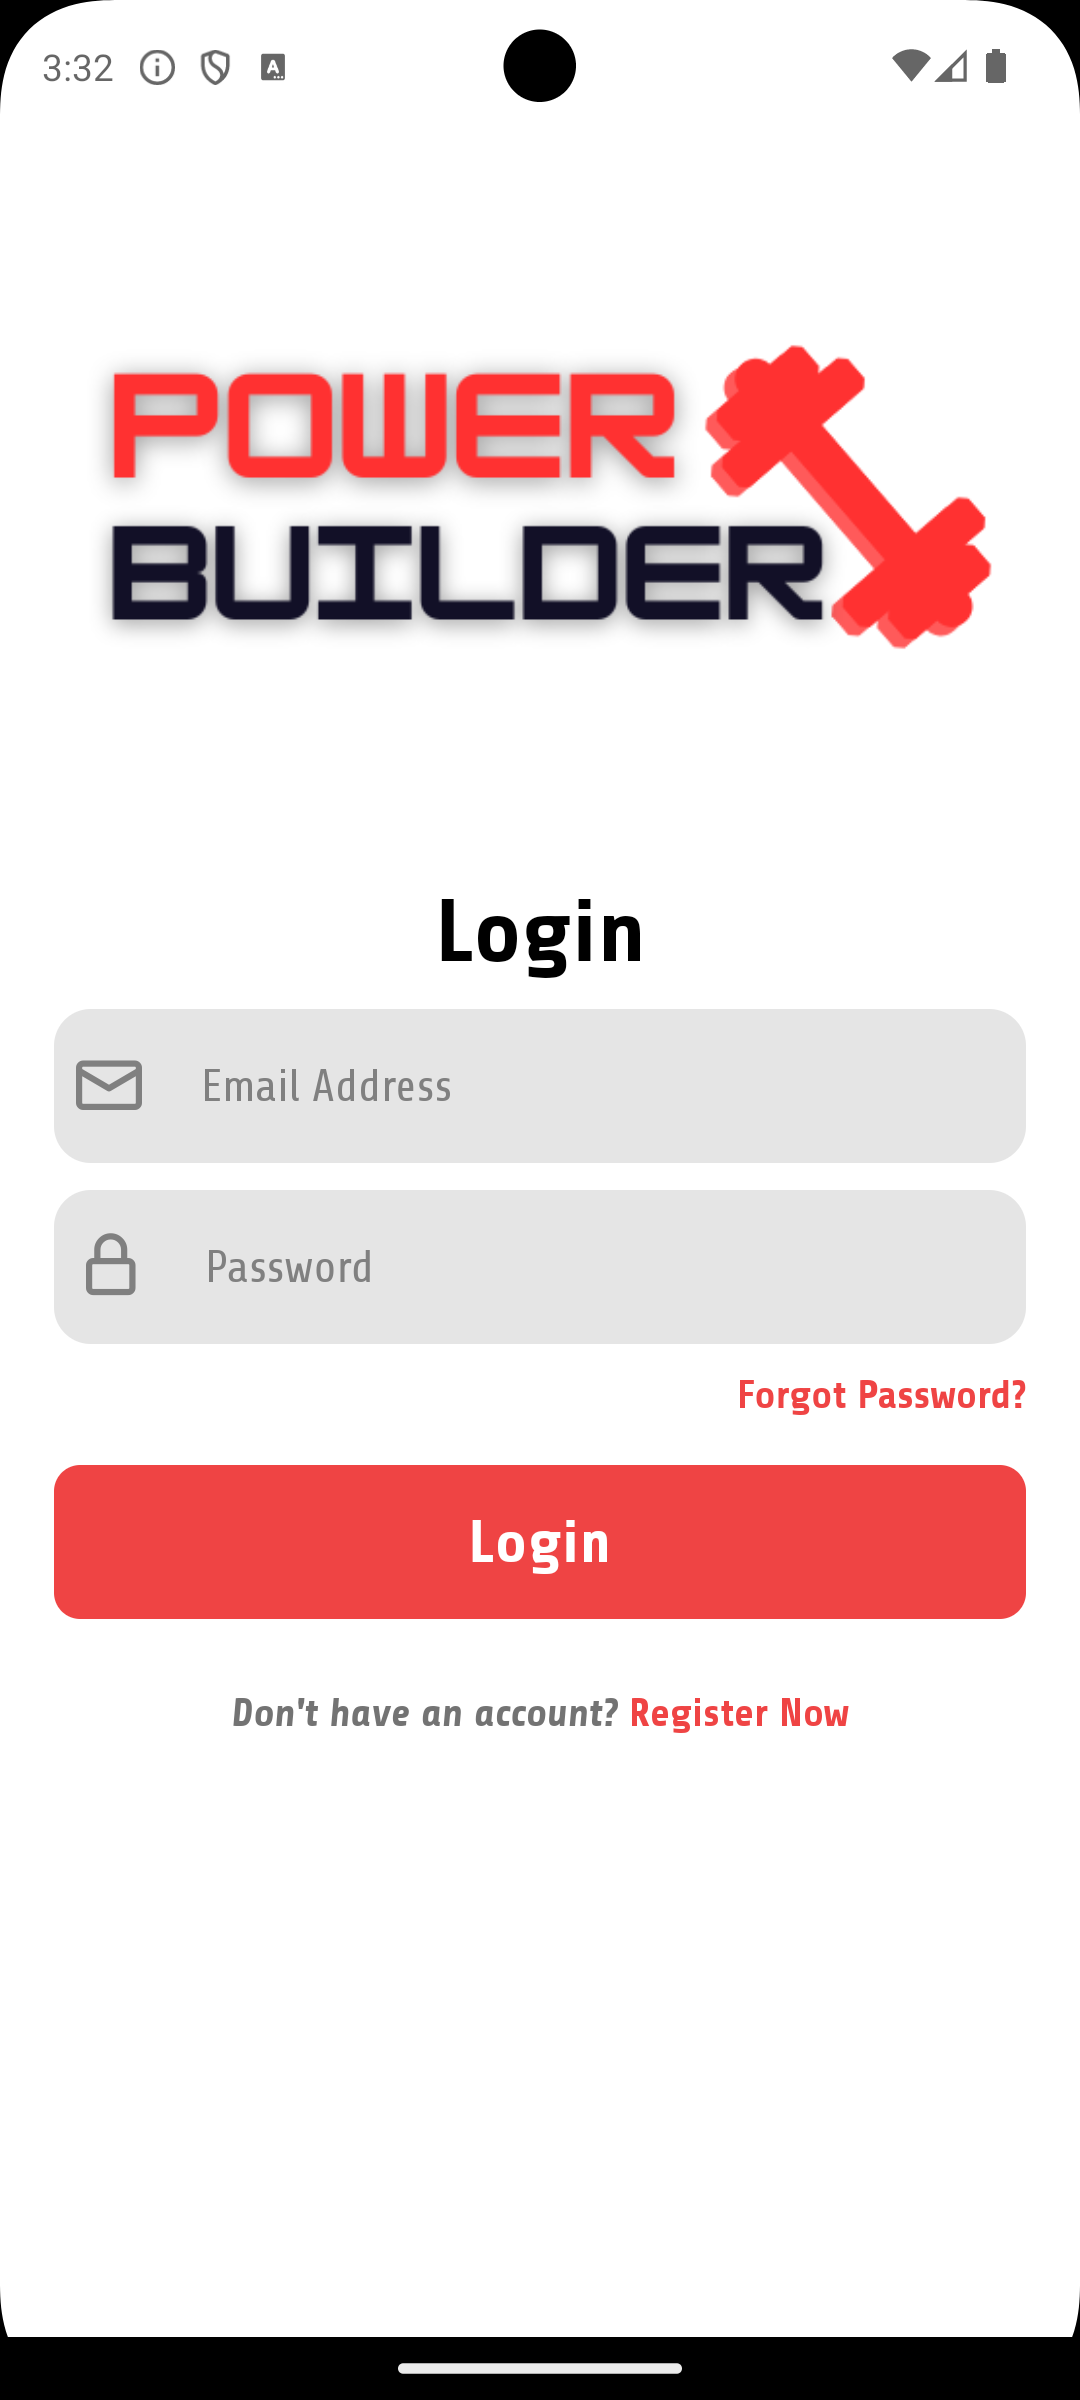 3:32
POWER
BUILDER
Login
Email Address
Password
Forgot Password?
Login
Don't have an account? Register Now